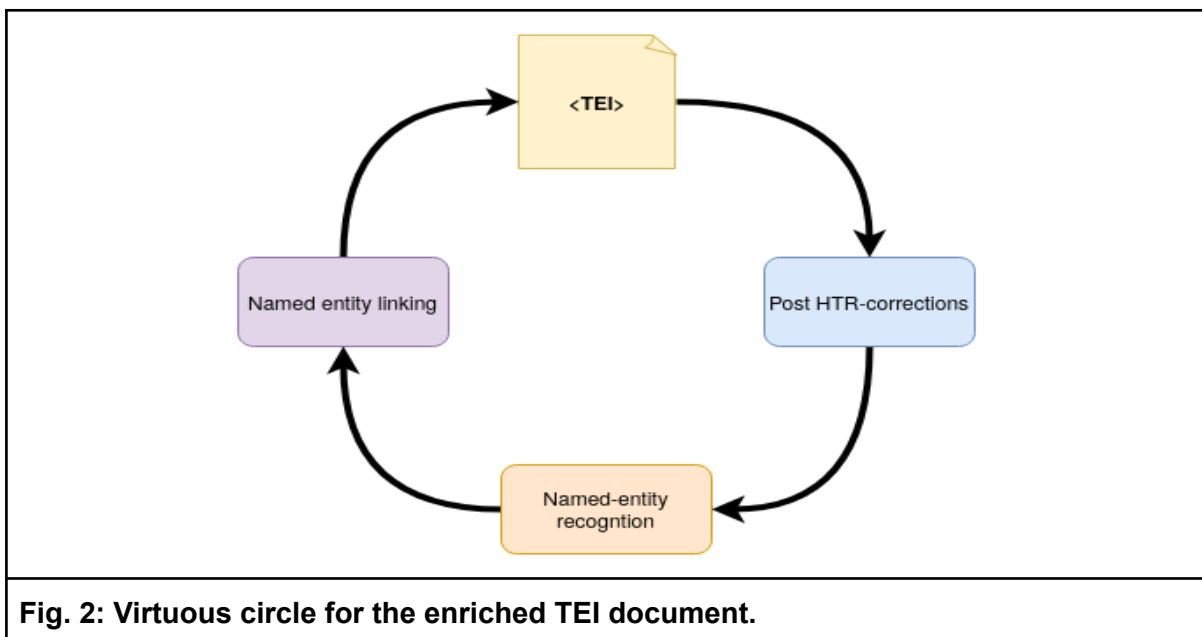 <TEI>
Named entity linking
Post HTR-corrections
Named-entity
recogntion
Fig. 2: Virtuous circle for the enriched TEI document.